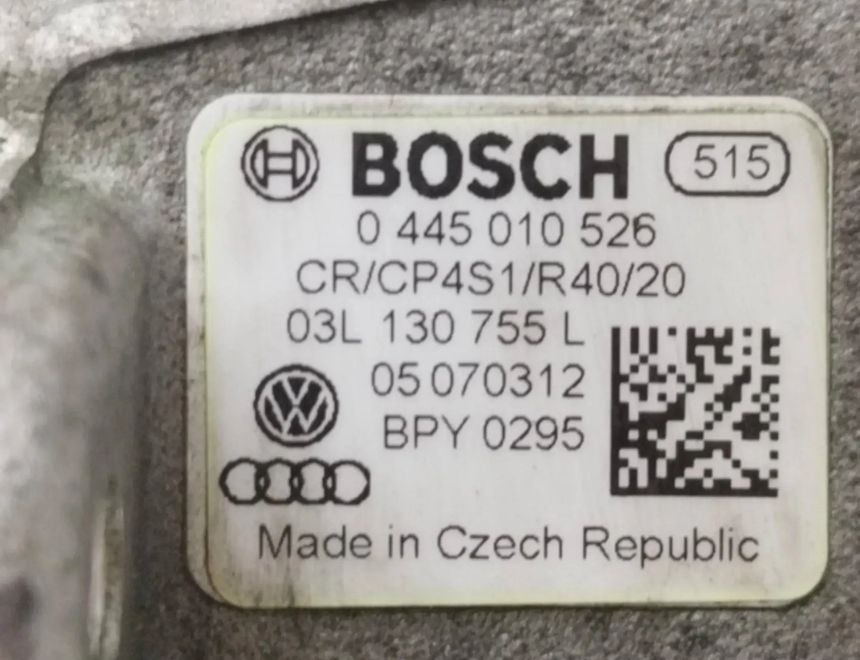 BOSCH 515
0 445 010 526
CR/CP4S1/R40/20
03L 130 755 L
05 070312
BPY 0295
Made in Czech Republic